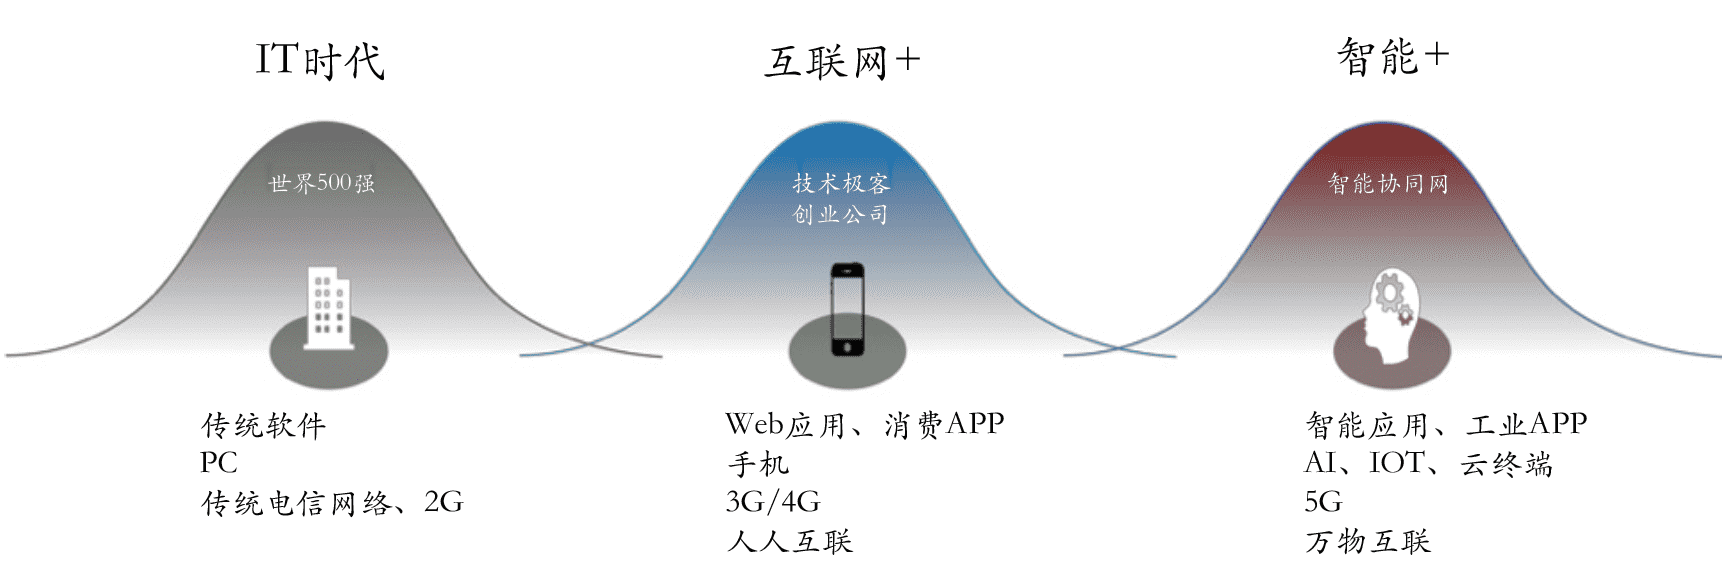 IT时代
世界500强
传统软件
PC
传统电信网络、2G
互联网+
技术极客
创业公司
Web应用、消费APP
手机
3G/4G
人人互联
智能+
智能协同网
智能应用、工业APP
AI、IOT、云终端
5G
万物互联